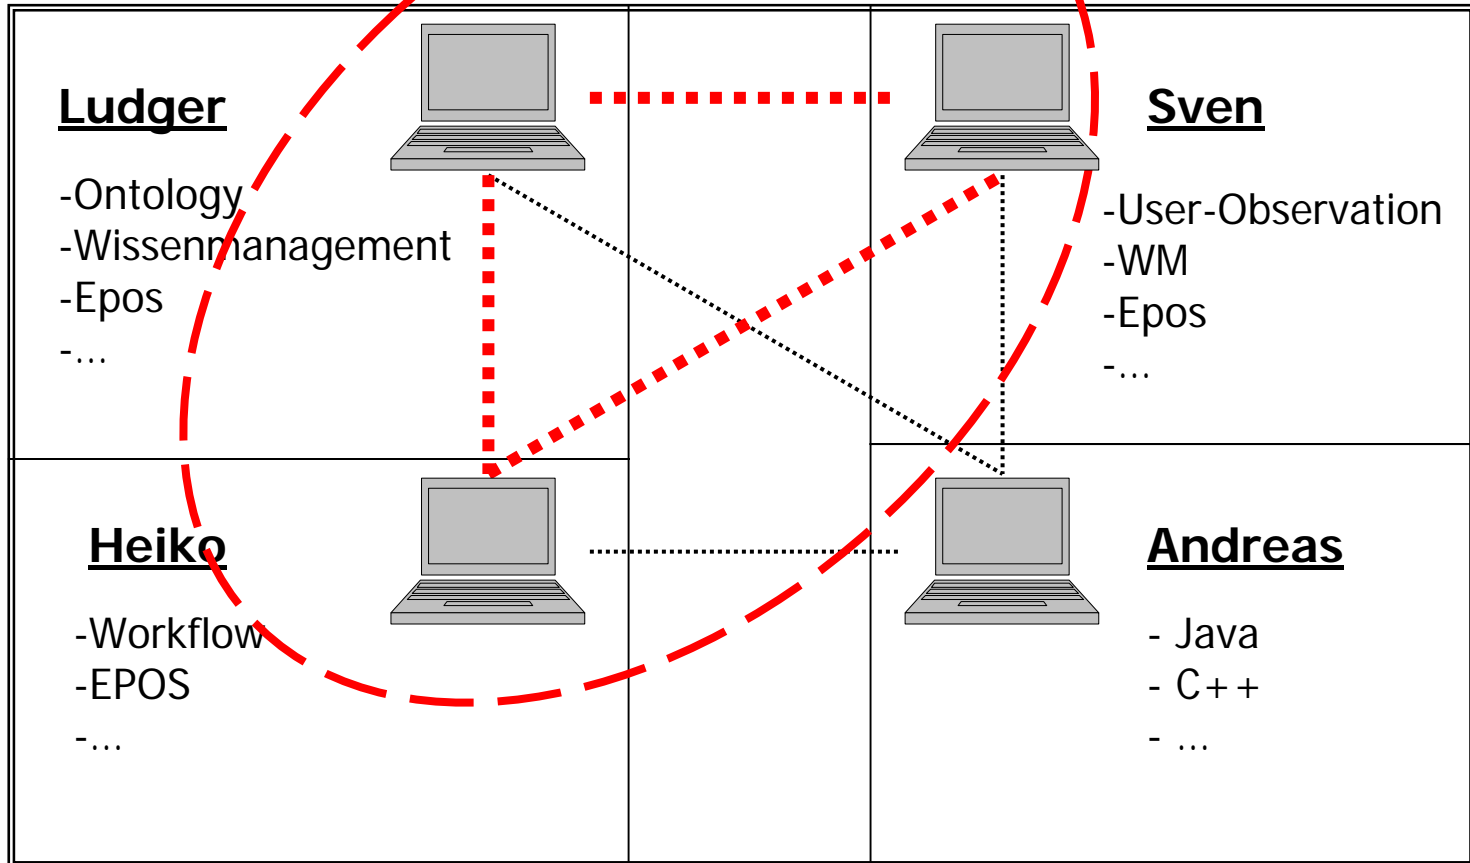 Ludger
-Ontology
-Wissenmanagement
-Epos
-...
Sven
-User-Observation
-WM
-Epos
-...
Heiko
-Workflow
-EPOS
-...
Andreas
- Java
- C++
- ...